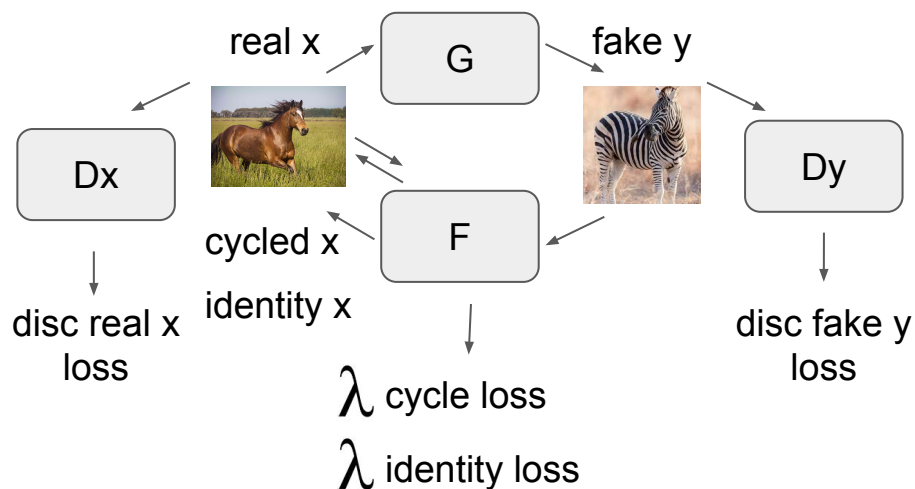 real x
G
fake y
Dx
Dy
F
cycled x
identity x
disc real x
loss
disc fake y
loss
λ cycle loss
λ identity loss